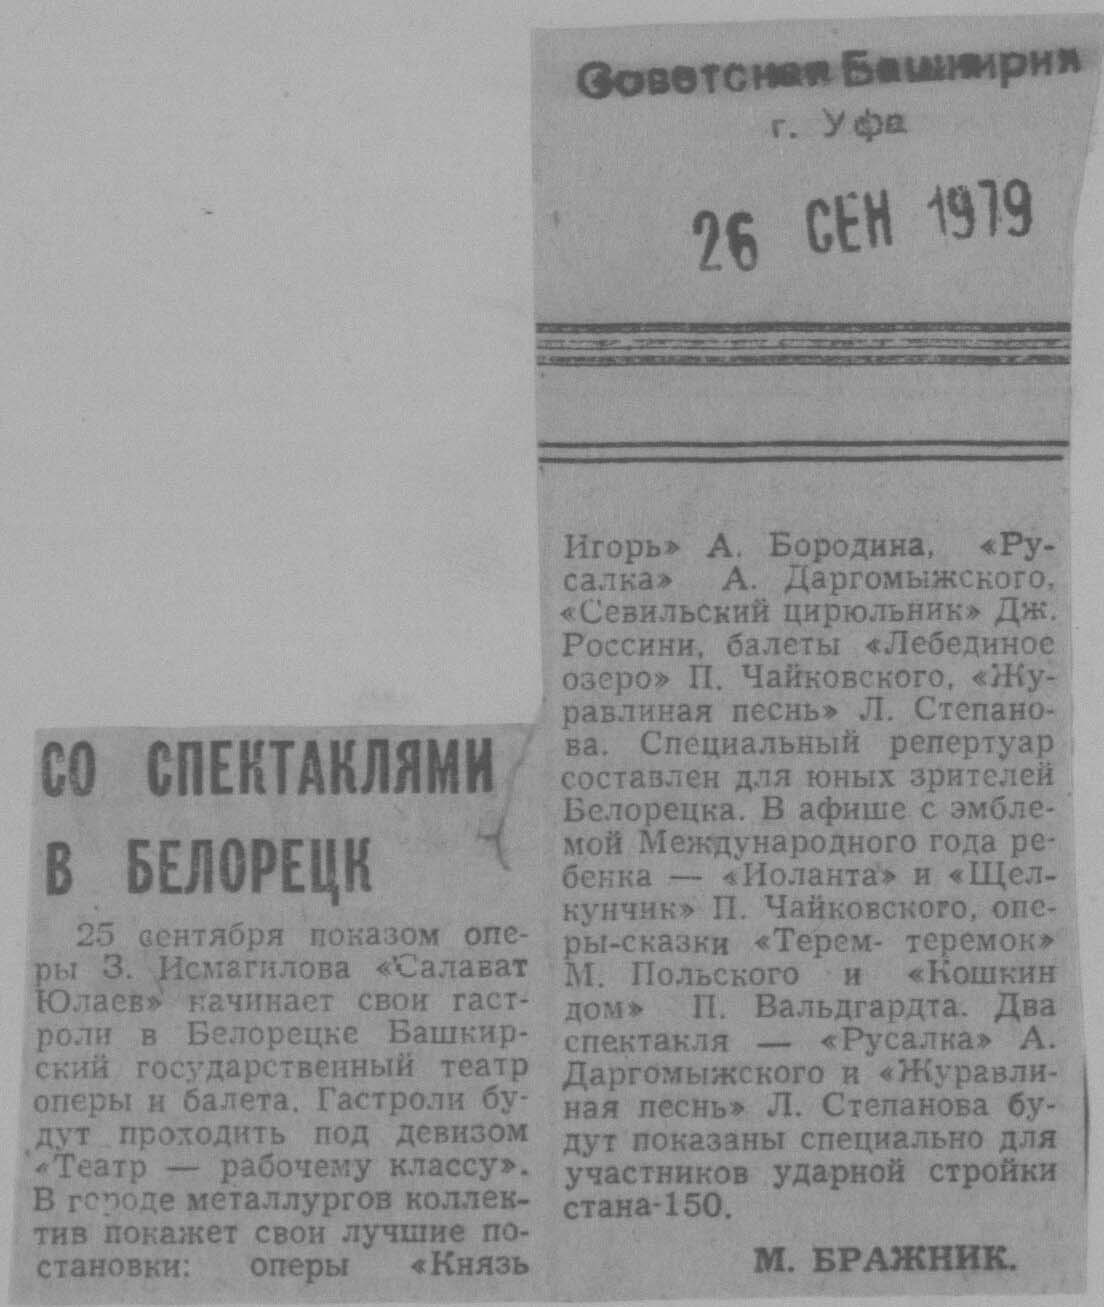 Советская Башкирия
г. Уфа
26 СЕН 1979
СО СПЕКТАКЛЯМИ
В БЕЛОРЕЦК
25 сентября показом опе-
ры З. Исмагилова «Салават
Юлаев» начинает свои гаст-
роли в Белорецке Башкир-
ский государственный театр
оперы и балета. Гастроли бу-
дут проходить под девизом
«Театр — рабочему классу».
В городе металлургов коллек-
тив покажет свои лучшие по-
становки: оперы «Князь
Игорь» А. Бородина, «Ру-
салка» А. Даргомыжского,
«Севильский цирюльник» Дж.
Россини, балеты «Лебединое
озеро» П. Чайковского, «Жу-
равлиная песнь» Л. Степано-
ва. Специальный репертуар
составлен для юных зрителей
Белорецка. В афише с эмбле-
мой Международного года ре-
бенка — «Иоланта» и «Щел-
кунчик» П. Чайковского, опе-
ры-сказки «Терем- теремок»
М. Польского и «Кошкин
дом» П. Вальдгардта. Два
спектакля — «Русалка» А.
Даргомыжского и «Журавли-
ная песнь» Л. Степанова бу-
дут показаны специально для
участников ударной стройки
стана-150.
М. БРАЖНИК.